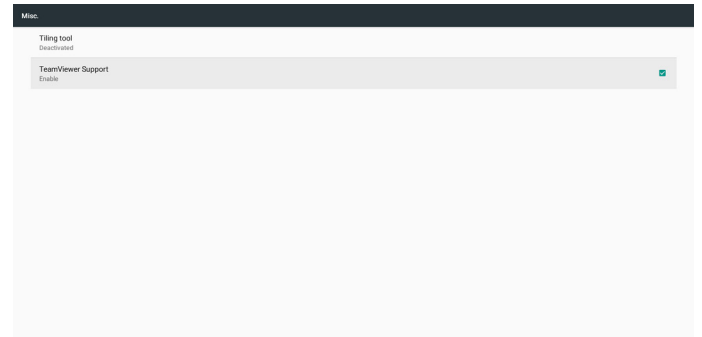 Misc.
Tiling tool
Deactivated
TeamViewer Support
Enable